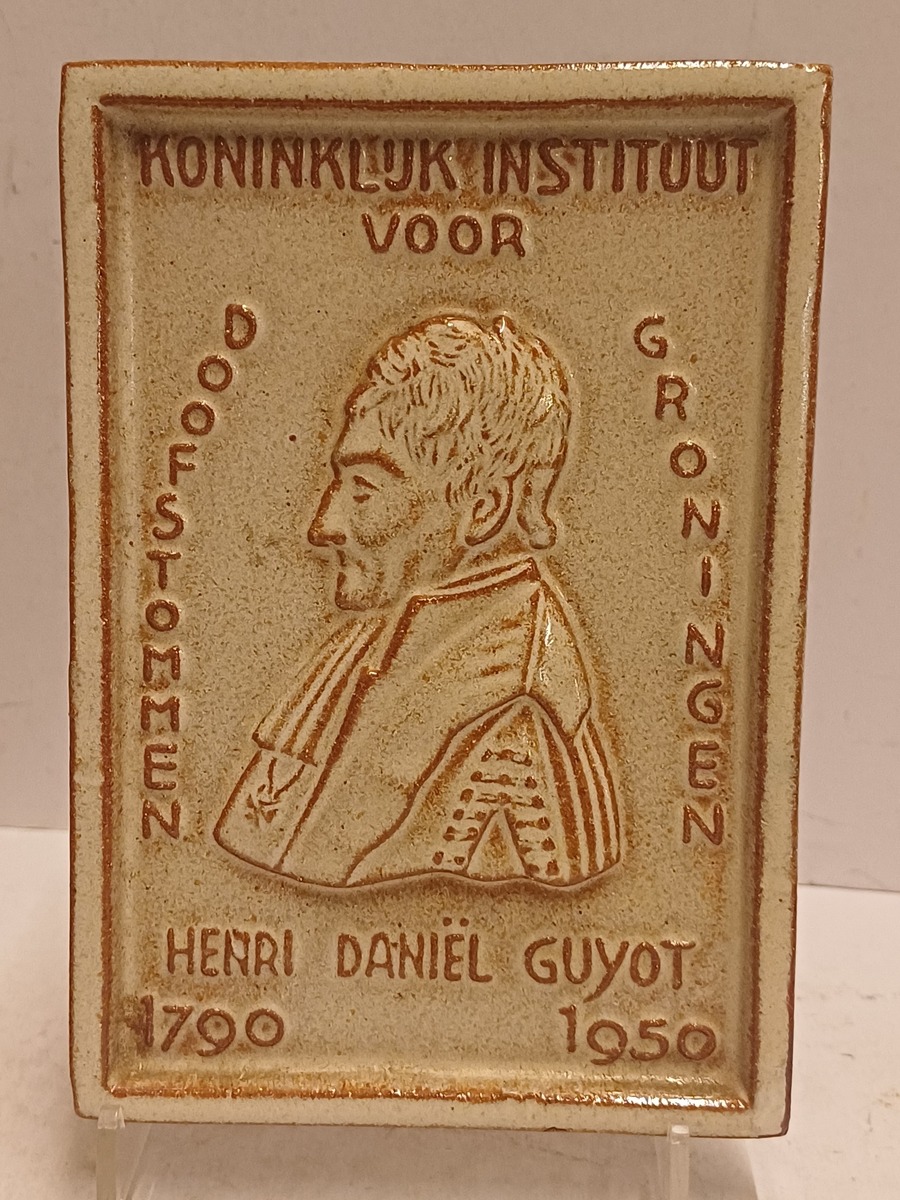 KONINKLIJK INSTITUUT
VOOR
DOOFSTOMMEN
GRONINGEN
HENRI DANIËL GUYOT
1790 1950